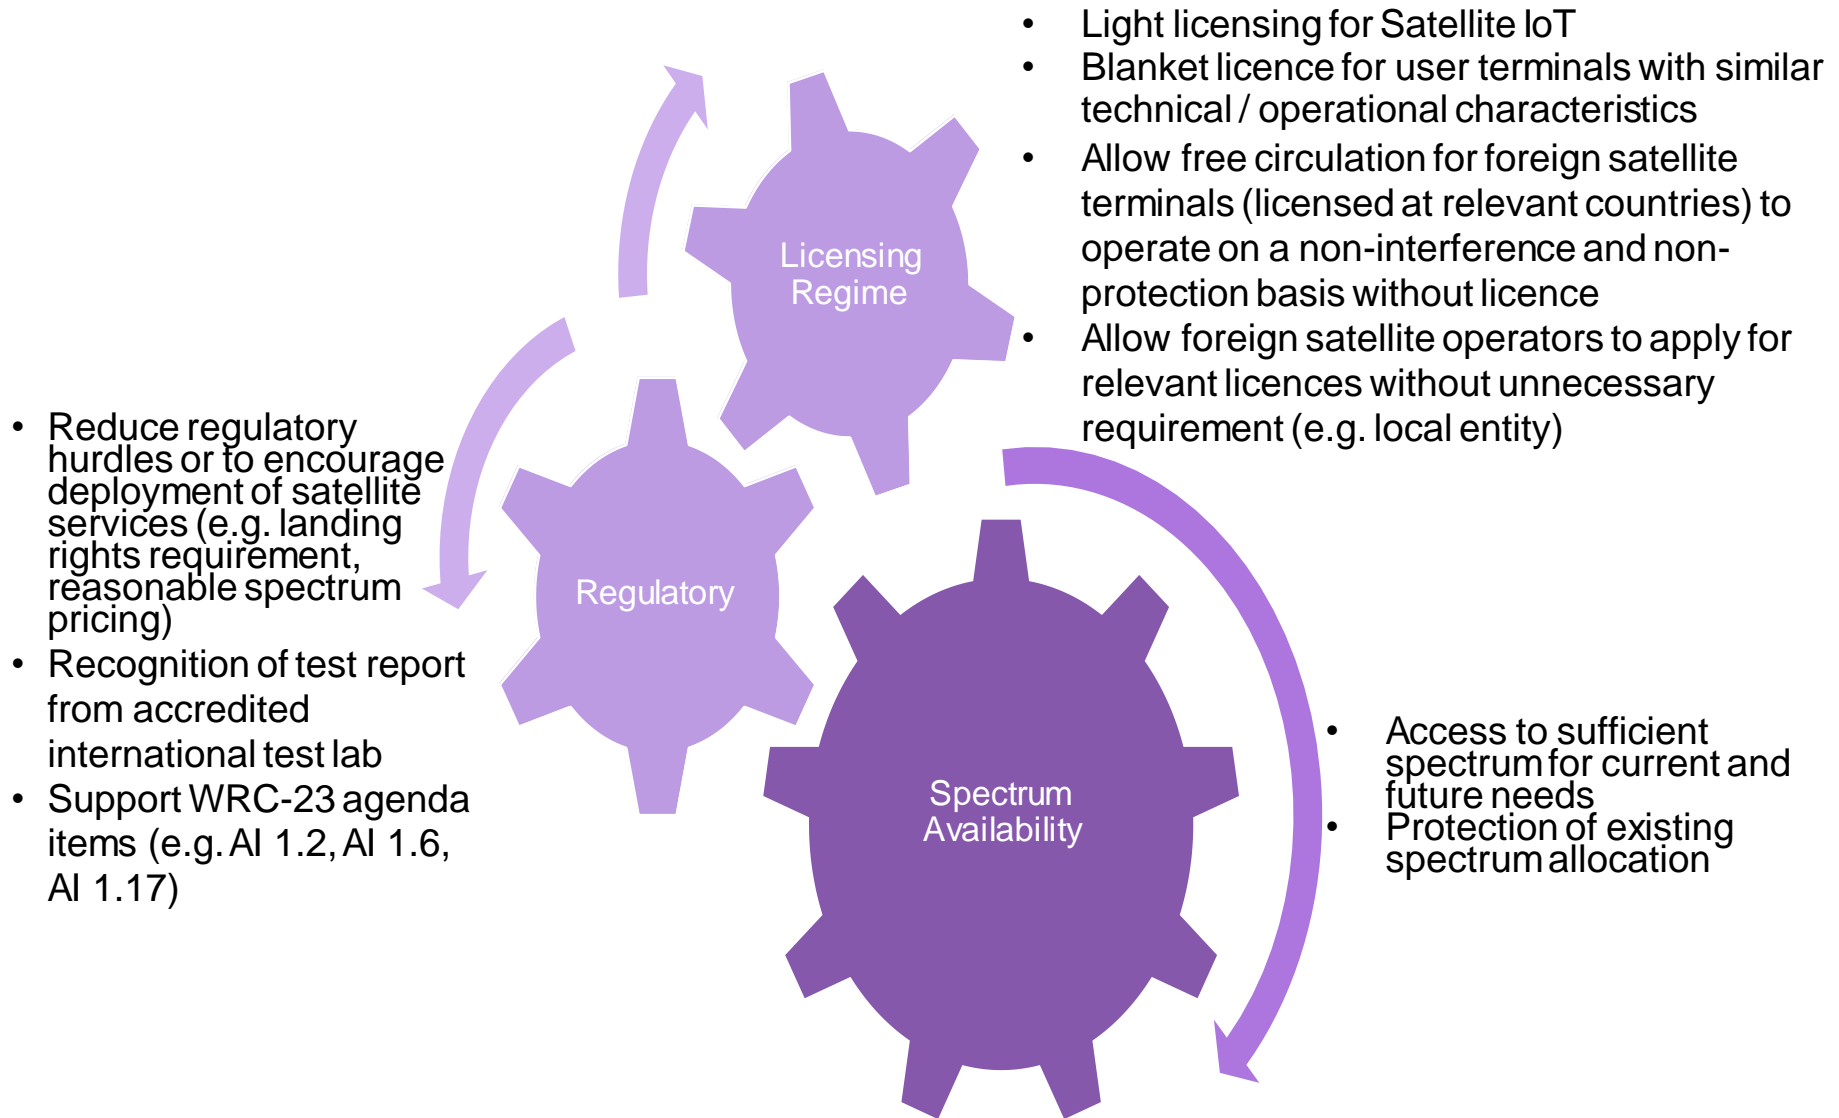 • Light licensing for Satellite IoT
• Blanket licence for user terminals with similar
technical / operational characteristics
• Allow free circulation for foreign satellite
terminals (licensed at relevant countries) to
operate on a non-interference and non-
protection basis without licence
• Allow foreign satellite operators to apply for
relevant licences without unnecessary
requirement (e.g. local entity)
Licensing
Regime
• Reduce regulatory
hurdles or to encourage
deployment of satellite
services (e.g. landing
rights requirement,
reasonable spectrum
pricing)
• Recognition of test report
from accredited
international test lab
• Support WRC-23 agenda
items (e.g. AI 1.2, AI 1.6,
AI 1.17)
Regulatory
Spectrum
Availability
• Access to sufficient
spectrum for current and
future needs
• Protection of existing
spectrum allocation